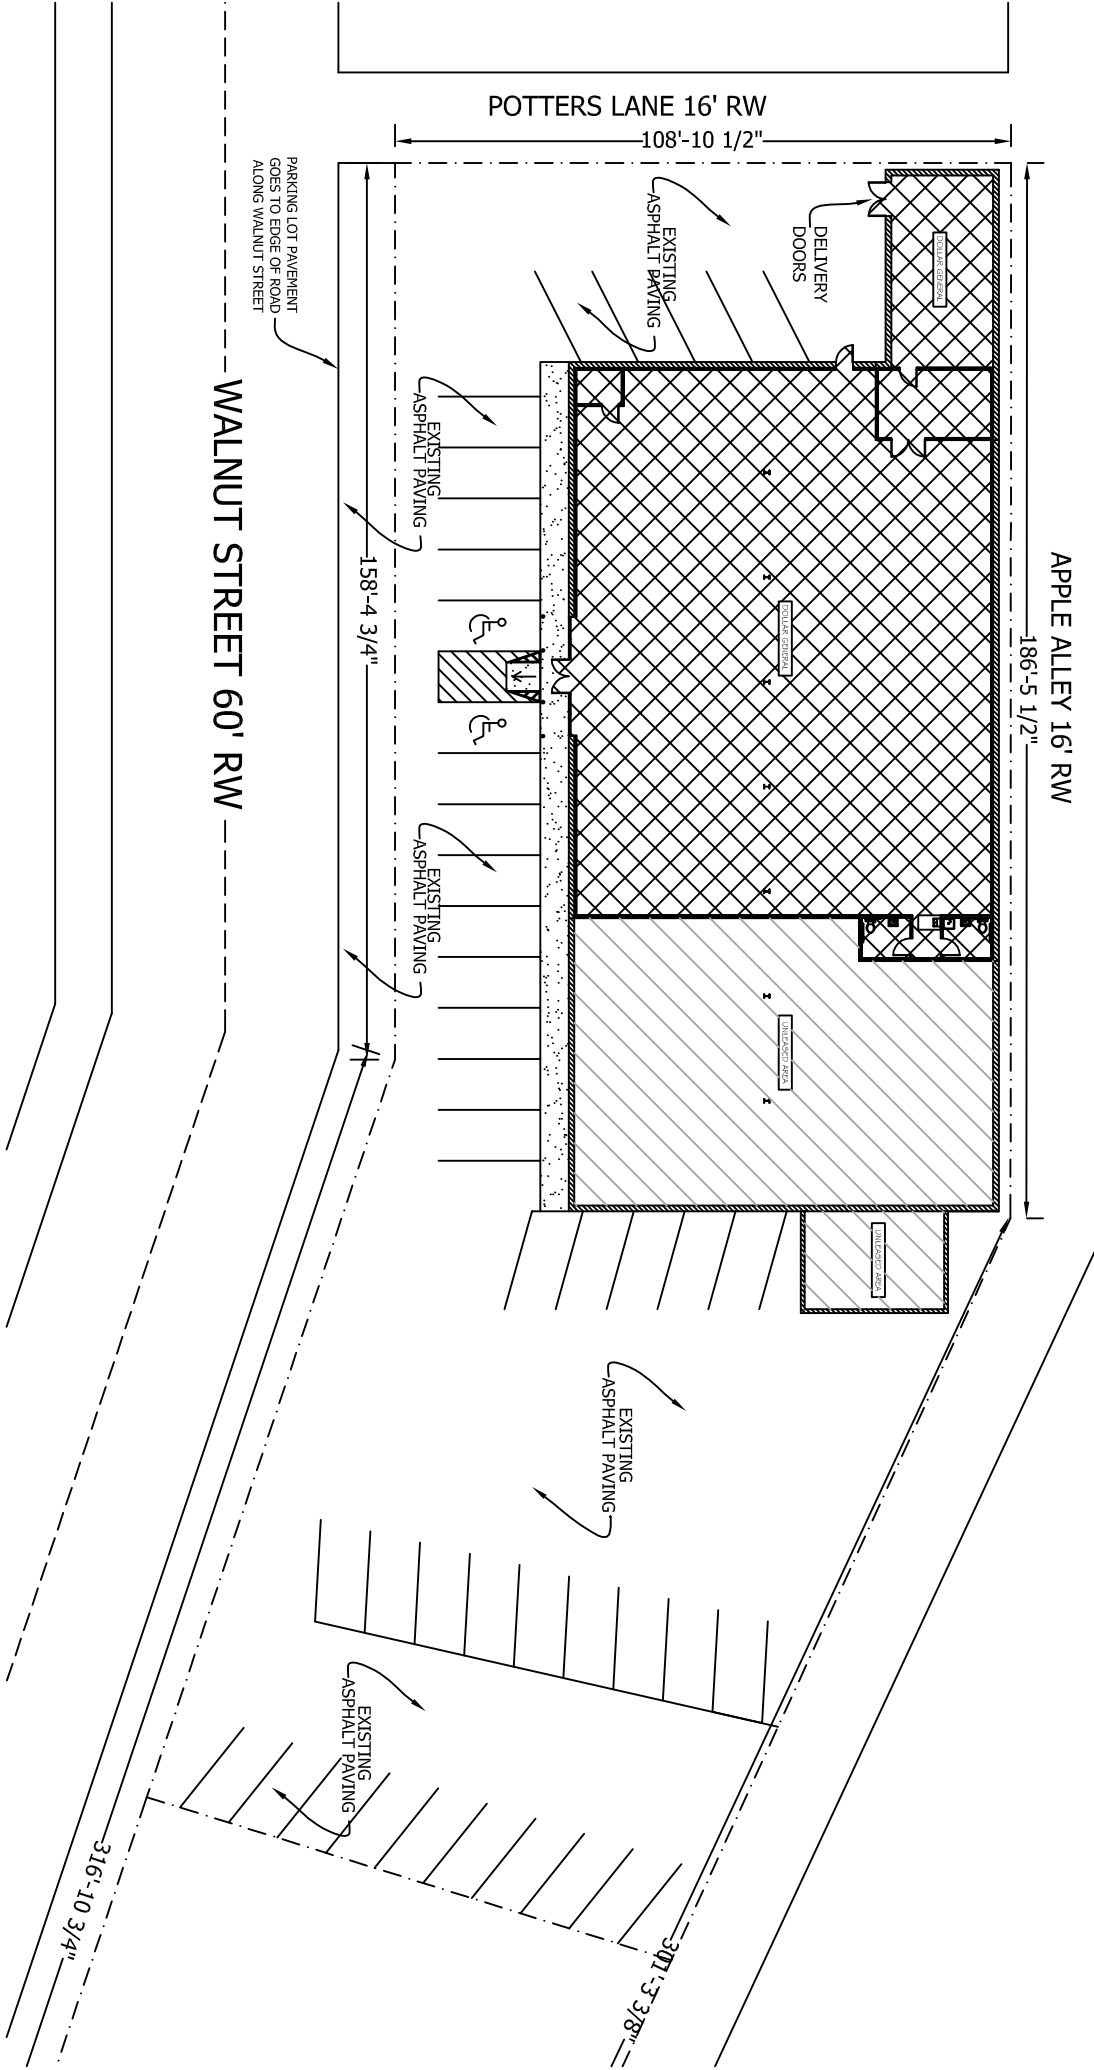 POTTERS LANE 16' RW
108'-10 1/2"
APPLE ALLEY 16' RW
186'-5 1/2"
DOLLAR GENERAL
DELIVERY
DOORS
EXISTING
ASPHALT PAVING
PARKING LOT PAVEMENT
GOES TO EDGE OF ROAD
ALONG WALNUT STREET
EXISTING
ASPHALT PAVING
DOLLAR GENERAL
158'-4 3/4"
WALNUT STREET 60' RW
EXISTING
ASPHALT PAVING
UNLEASED AREA
UNLEASED AREA
EXISTING
ASPHALT PAVING
EXISTING
ASPHALT PAVING
316'-10 3/4"
301'-3 3/8"